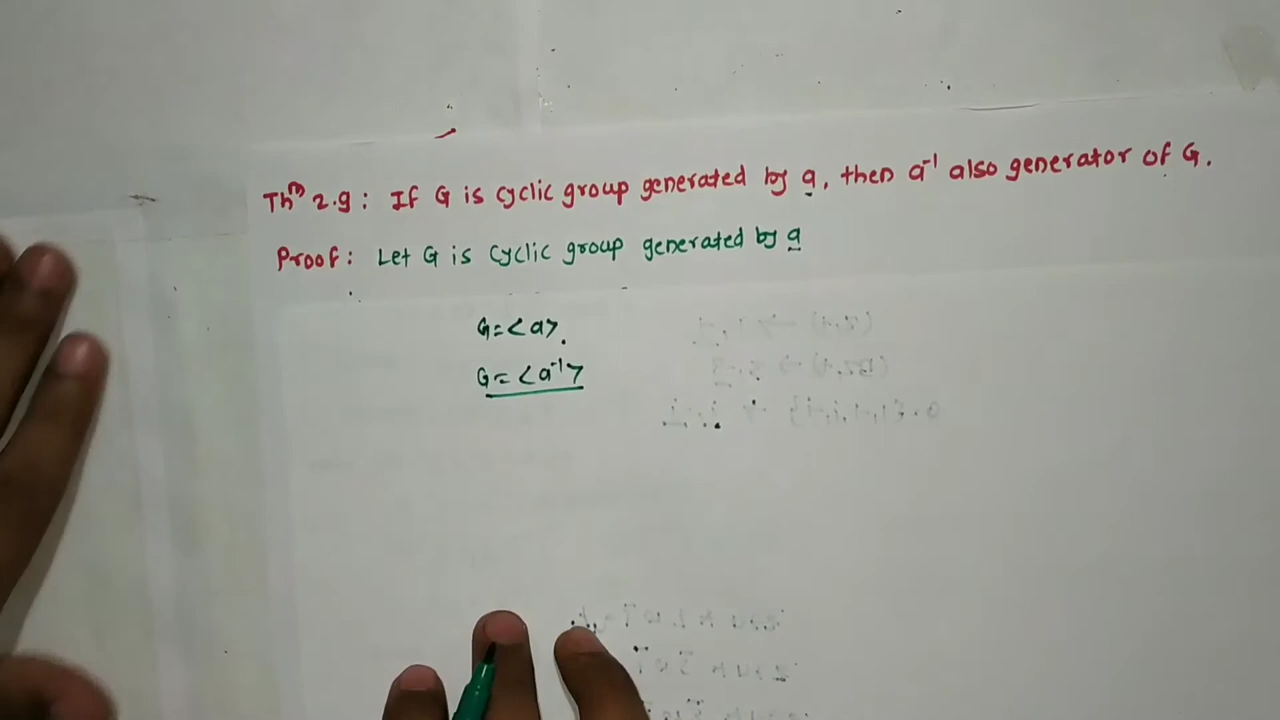 Thm 2.9: If G is cyclic group generated by a, then a⁻¹ also generator of G.
Proof: Let G is cyclic group generated by a
G=<a>.
G=<a⁻¹>